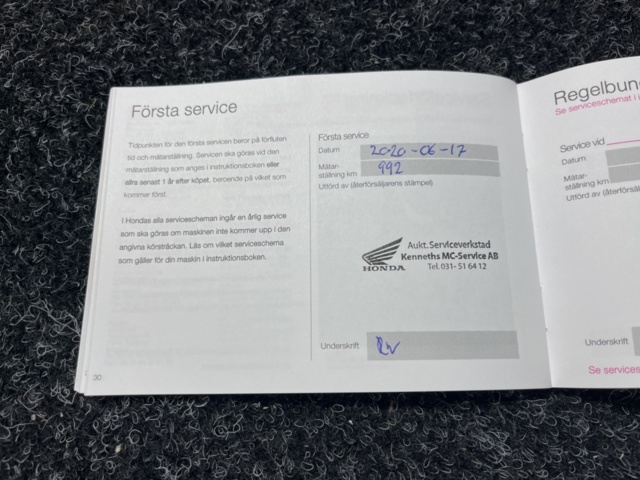 Första service
Tidpunkten för den första servicen beror på förfluten
tid och mätarställning. Servicen ska göras vid den
mätarställning som anges i instruktionsboken eller
allra senast 1 år efter köpet, beroende på vilket som
kommer först.
I Hondas alla servicescheman ingår en årlig service
som ska göras om maskinen inte kommer upp i den
angivna körsträckan. Läs om vilket serviceschema
som gäller för din maskin i instruktionsboken.
30
Första service
Datum 2020-06-17
Mätar-
ställning km 992
Utförd av (återförsäljarens stämpel)
HONDA
Aukt. Serviceverkstad
Kenneths MC-Service AB
Tel. 031-51 64 12
Underskrift
Regelbun
Se serviceschemat i i
Service vid
Datum
Mätar-
ställning km
Utförd av (återförsäl
Underskrift
Se services